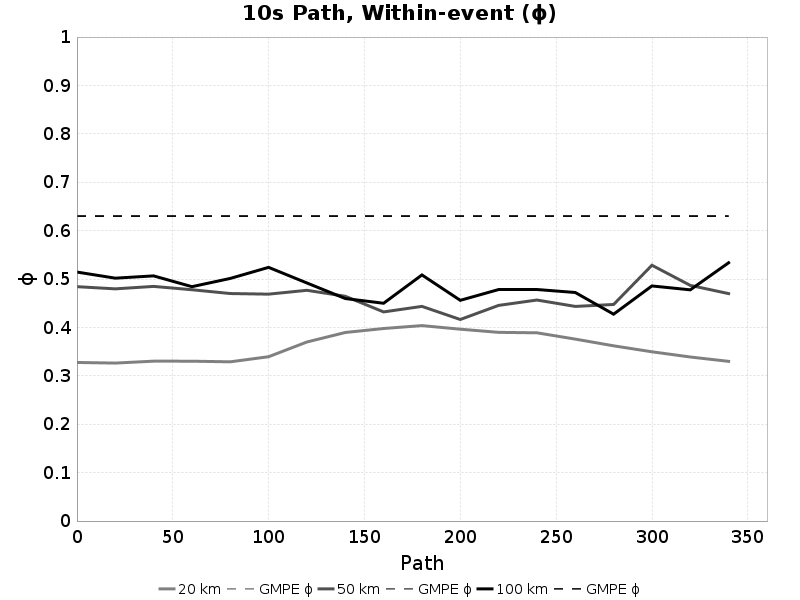 10s Path, Within-event (ϕ)
1
0.9
0.8
0.7
0.6
0.5
0.4
0.3
0.2
0.1
0
ϕ
0 50 100 150 200 250 300 350
Path
20 km GMPE ϕ 50 km GMPE ϕ 100 km GMPE ϕ